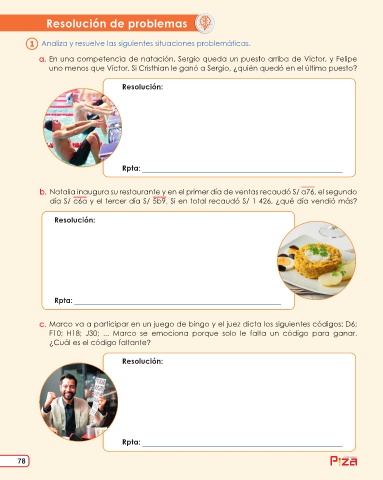 Resolución de problemas
1 Analiza y resuelve las siguientes situaciones problemáticas.
a. En una competencia de natación, Sergio queda un puesto arriba de Víctor, y Felipe
uno menos que Víctor. Si Cristhian le ganó a Sergio, ¿quién quedó en el último puesto?
Resolución:
Rpta:
b. Natalia inaugura su restaurante y en el primer día de ventas recaudó S/ a76, el segundo
día S/ c6a y el tercer día S/ 5b9. Si en total recaudó S/ 1 426, ¿qué día vendió más?
Resolución:
Rpta:
c. Marco va a participar en un juego de bingo y el juez dicta los siguientes códigos: D6;
F10; H18; J30; ... Marco se emociona porque solo le falta un código para ganar.
¿Cuál es el código faltante?
Resolución:
Rpta:
78